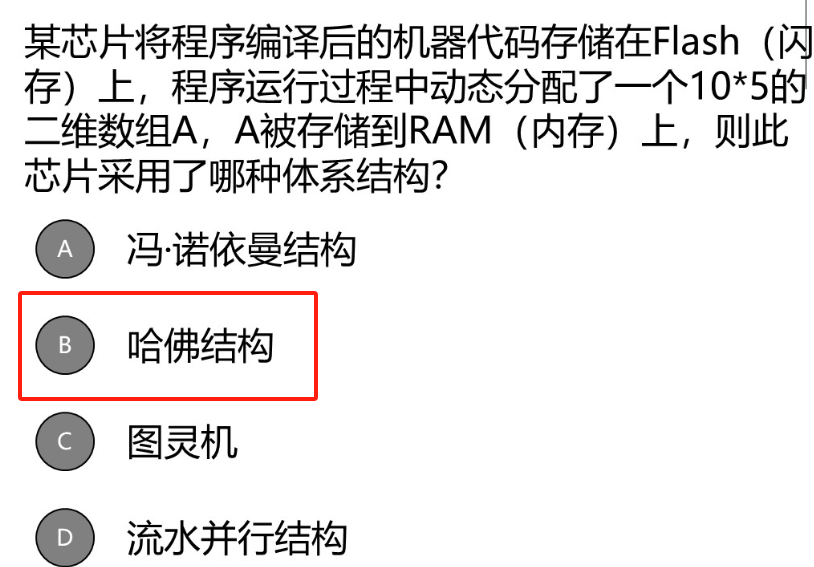 某芯片将程序编译后的机器代码存储在Flash（闪
存）上，程序运行过程中动态分配了一个10*5的
二维数组A，A被存储到RAM（内存）上，则此
芯片采用了哪种体系结构？
A 冯·诺依曼结构
B 哈佛结构
C 图灵机
D 流水并行结构